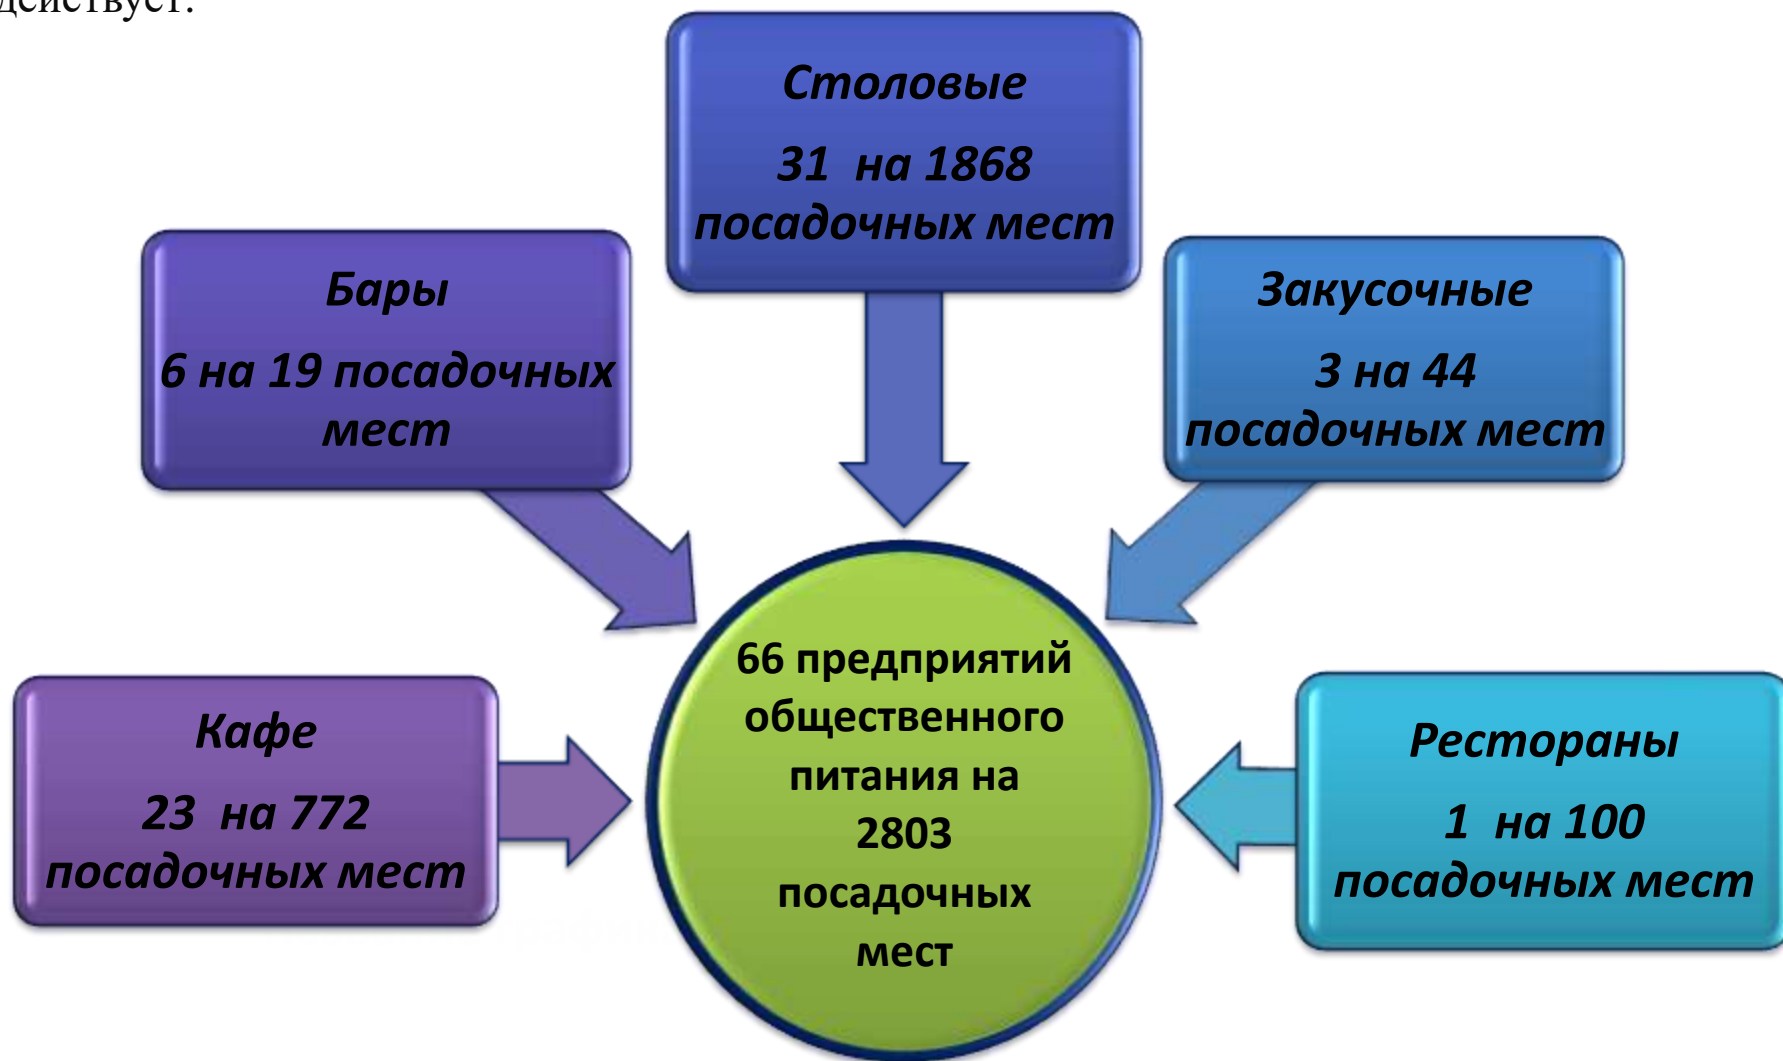 действует:
Столовые
31 на 1868
посадочных мест
Бары
6 на 19 посадочных
мест
Закусочные
3 на 44
посадочных мест
Кафе
23 на 772
посадочных мест
66 предприятий
общественного
питания на
2803
посадочных
мест
Рестораны
1 на 100
посадочных мест